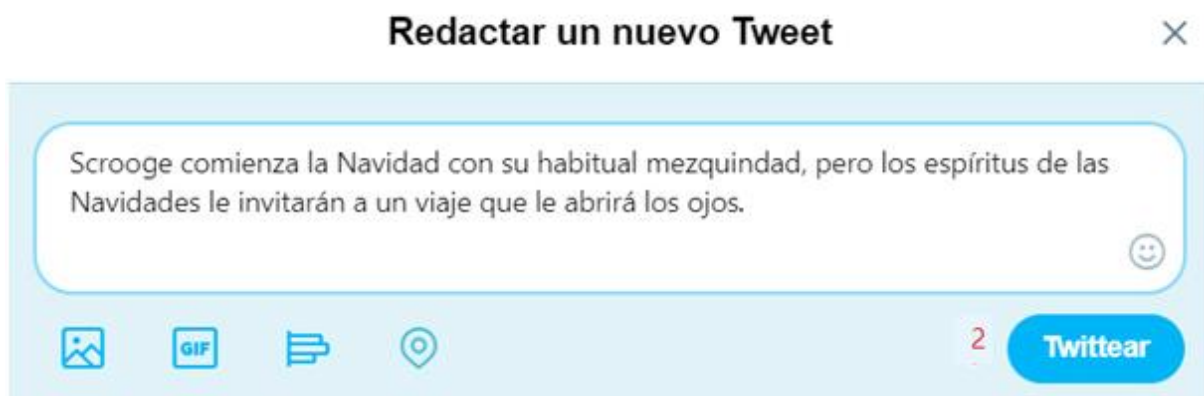 Redactar un nuevo Tweet
Scrooge comienza la Navidad con su habitual mezquindad, pero los espíritus de las
Navidades le invitarán a un viaje que le abrirá los ojos.
GIF
2
Twittear